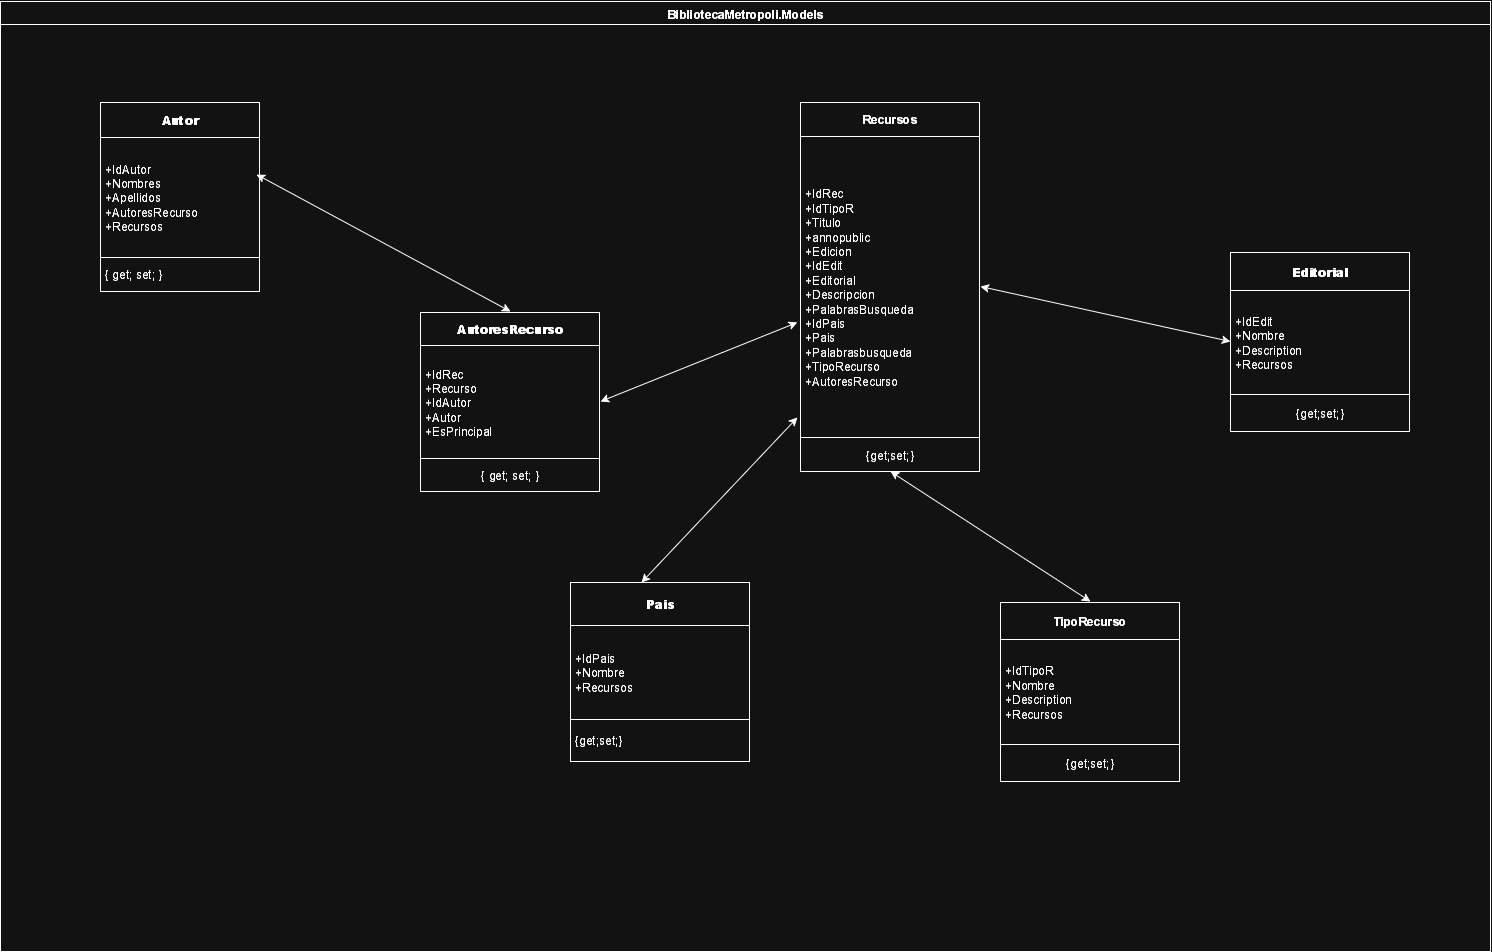 BibliotecaMetropoli.Models
Autor
+IdAutor
+Nombres
+Apellidos
+AutoresRecurso
+Recursos
{ get; set; }
AutoresRecurso
+IdRec
+Recurso
+IdAutor
+Autor
+EsPrincipal
{ get; set; }
Recursos
+IdRec
+IdTipoR
+Titulo
+annopublic
+Edicion
+IdEdit
+Editorial
+Descripcion
+PalabrasBusqueda
+IdPais
+Pais
+Palabrasbusqueda
+TipoRecurso
+AutoresRecurso
{get;set;}
Editorial
+IdEdit
+Nombre
+Description
+Recursos
{get;set;}
Pais
+IdPais
+Nombre
+Recursos
{get;set;}
TipoRecurso
+IdTipoR
+Nombre
+Description
+Recursos
{get;set;}